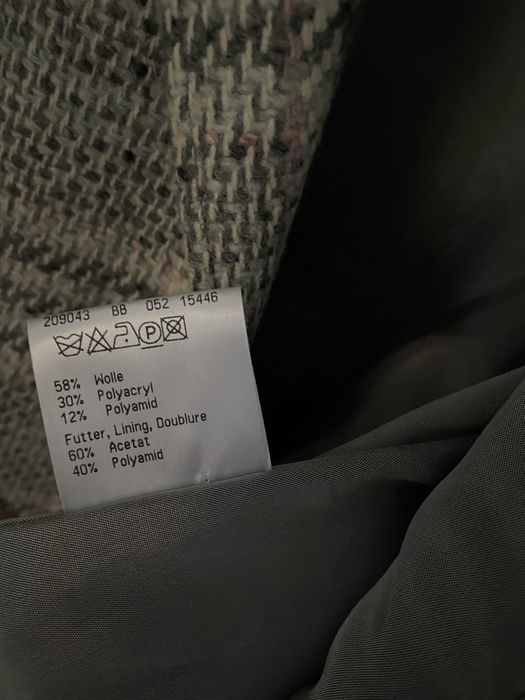 209043 BB 052 15446
P
58% Wolle
30% Polyacryl
12% Polyamid
Futter, Lining, Doublure
60% Acetat
40% Polyamid